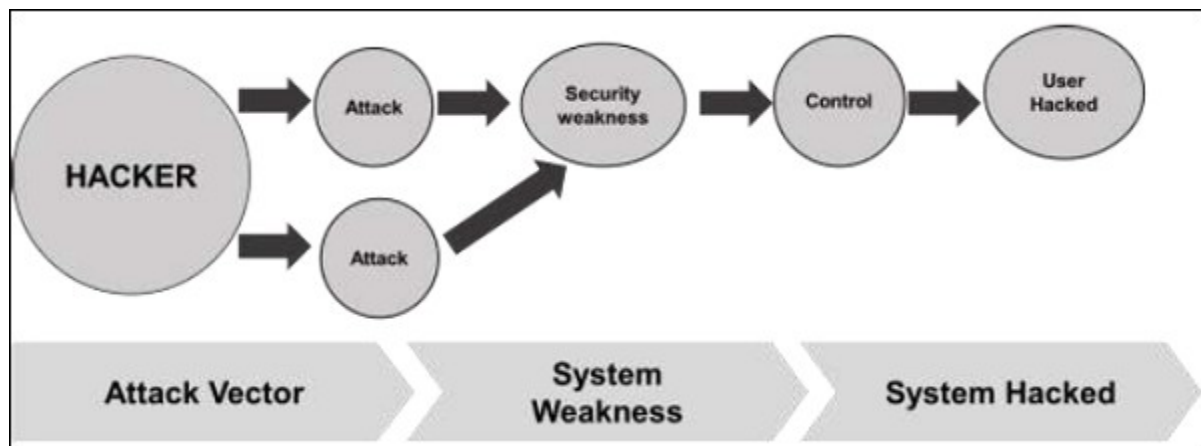 HACKER
Attack
Attack
Security
weakness
Control
User
Hacked
Attack Vector
System
Weakness
System Hacked